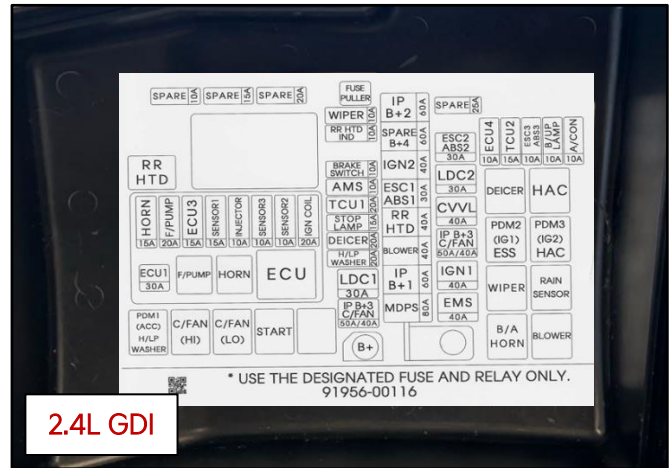 SPARE 10A
SPARE 15A
SPARE 20A
FUSE
PULLER
IP
B+2 60A
SPARE 25A
WIPER 10A
RR HTD
IND 10A
SPARE
B+4 60A
ESC2
ABS2
30A
ECU4
10A
TCU2
15A
ESC3
ABS3
10A
B/UP
LAMP
10A
A/CON
10A
RR
HTD
BRAKE
SWITCH 10A
IGN2 40A
LDC2
30A
DEICER
HAC
AMS 10A
ESC1
ABS1 30A
HORN
15A
F/PUMP
20A
ECU3
15A
SENSOR1
15A
INJECTOR
10A
SENSOR3
10A
SENSOR2
10A
IGN COIL
20A
TCU1 20A
CVVL
40A
STOP
LAMP 15A
RR
HTD 40A
PDM2
(IG1)
ESS
PDM3
(IG2)
HAC
DEICER 20A
IP B+3
C/FAN
50A/40A
H/LP
WASHER 20A
BLOWER 40A
ECU1
30A
F/PUMP
HORN
ECU
LDC1
30A
IP
B+1 60A
IGN1
40A
WIPER
RAIN
SENSOR
IP B+3
C/FAN
50A/40A
MDPS 80A
EMS
40A
PDM1
(ACC)
H/LP
WASHER
C/FAN
(HI)
C/FAN
(LO)
START
B+
B/A
HORN
BLOWER
* USE THE DESIGNATED FUSE AND RELAY ONLY.
91956-00116
2.4L GDI